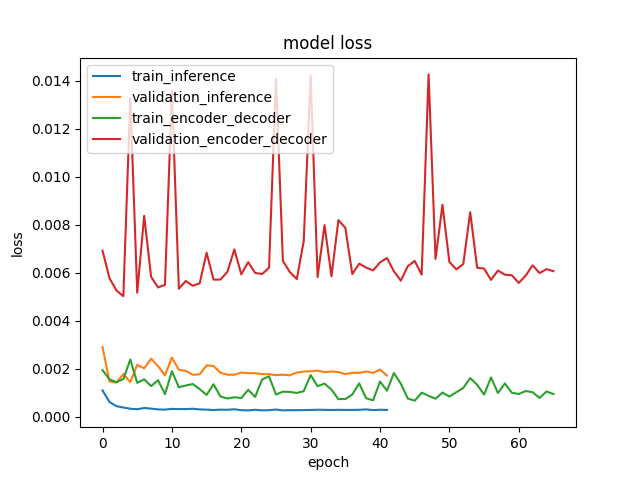 model loss
train_inference
validation_inference
train_encoder_decoder
validation_encoder_decoder
0.014
0.012
0.010
0.008
0.006
0.004
0.002
0.000
loss
0 10 20 30 40 50 60
epoch